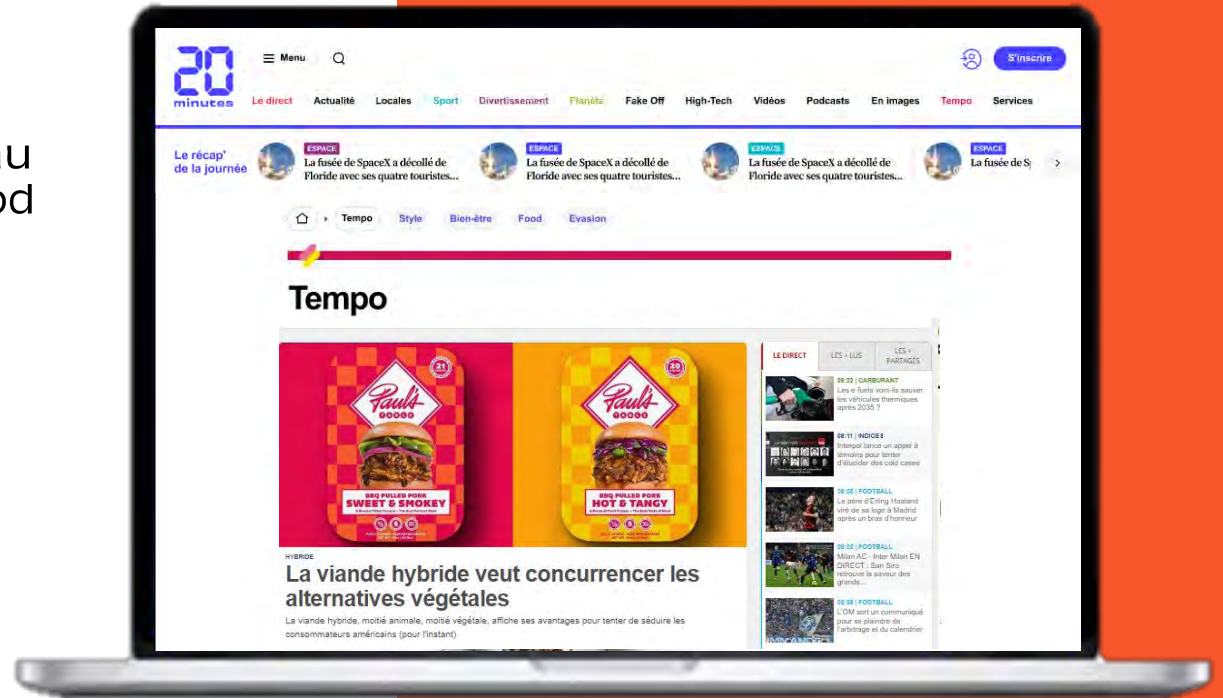 au
od
20
minutes
Menu
S'inscrire
Le direct Actualité Locales Sport Divertissement Planète Fake Off High-Tech Vidéos Podcasts En images Tempo Services
Le récap'
de la journée
ESPACE
La fusée de SpaceX a décollé de
Floride avec ses quatre touristes...
ESPACE
La fusée de SpaceX a décollé de
Floride avec ses quatre touristes...
ESPACE
La fusée de SpaceX a décollé de
Floride avec ses quatre touristes...
ESPACE
La fusée de S
Tempo Style Bien-être Food Evasion
Tempo
21
Paul's
TABLE
BBQ PULLED PORK
SWEET & SMOKEY
20
Paul's
TABLE
BBQ PULLED PORK
HOT & TANGY
HYBRIDE
La viande hybride veut concurrencer les
alternatives végétales
La viande hybride, moitié animale, moitié végétale, affiche ses avantages pour tenter de séduire les
consommateurs américains (pour l'instant)
LE DIRECT
LES + LUS
LES +
PARTAGÉS
09:22 | CARBURANT
Les e-fuels vont-ils sauver
les véhicules thermiques
après 2035 ?
09:11 | INDICES
Interpol lance un appel à
témoins pour tenter
d'élucider des cold cases
FOOTBALL
Le père d'Erling Haaland
viré de sa loge à Madrid
après un bras d'honneur
FOOTBALL
Milan AC - Inter Milan EN
DIRECT : San Siro
retrouve la saveur des
grands...
FOOTBALL
L'OM sort un communiqué
pour se plaindre de
l'arbitrage et du calendrier